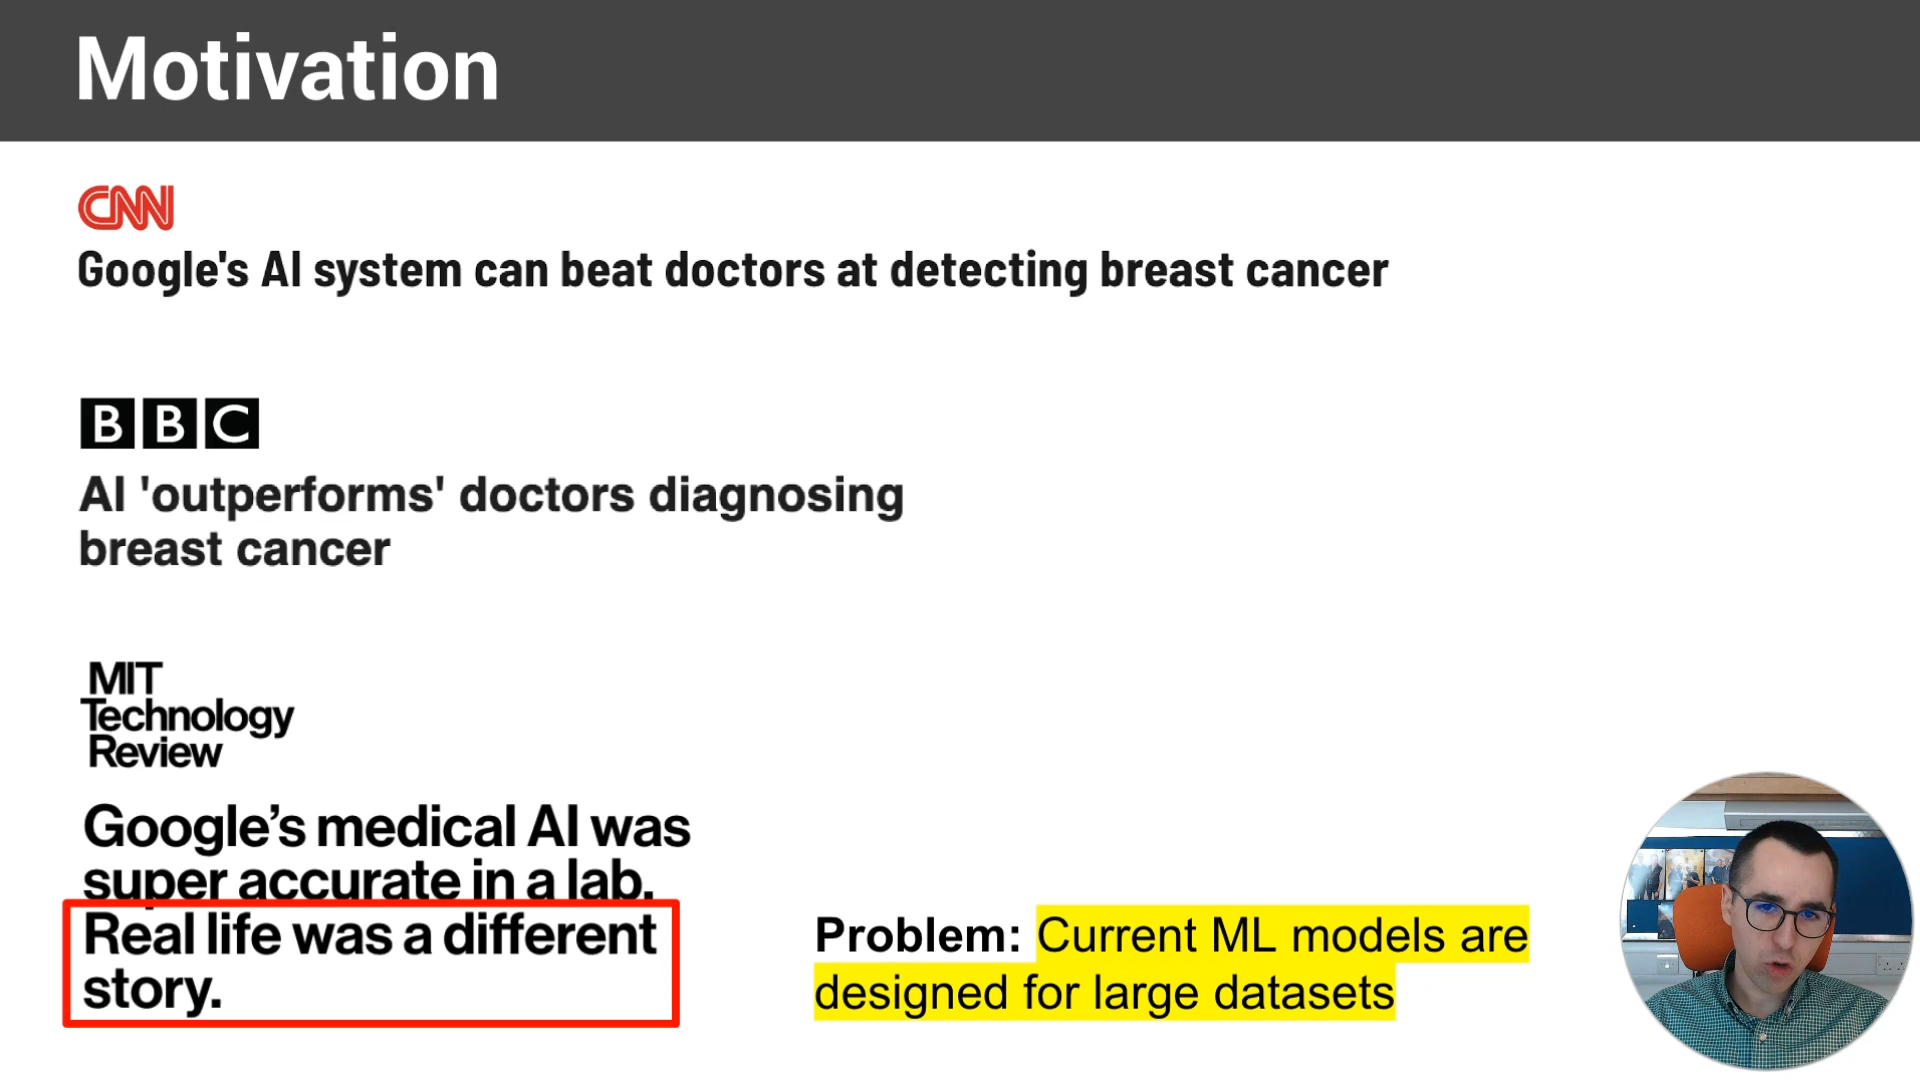 Motivation
CNN
Google's AI system can beat doctors at detecting breast cancer
BBC
AI 'outperforms' doctors diagnosing
breast cancer
MIT
Technology
Review
Google’s medical AI was
super accurate in a lab.
Real life was a different
story.
Problem: Current ML models are
designed for large datasets